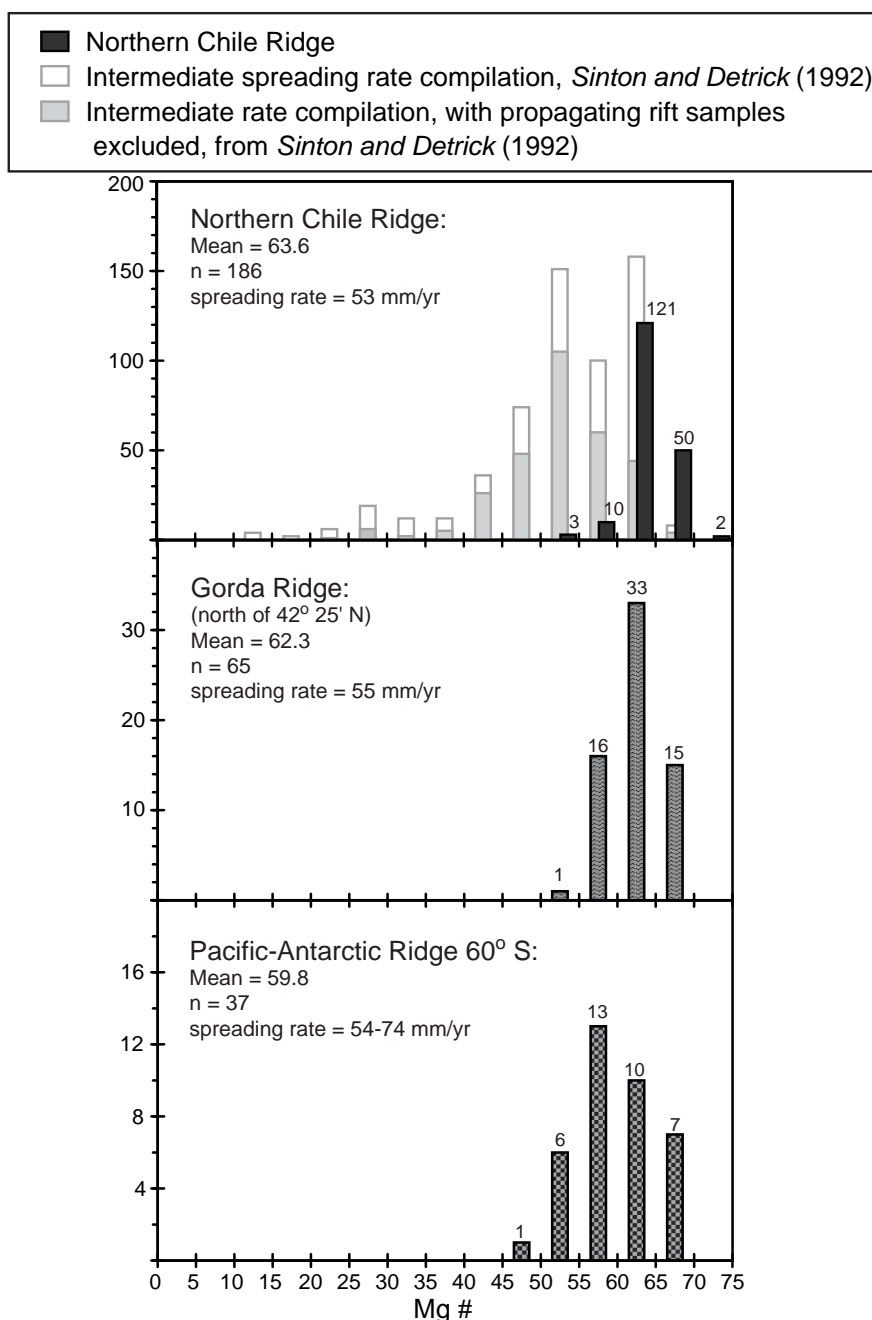 Northern Chile Ridge
Intermediate spreading rate compilation, Sinton and Detrick (1992)
Intermediate rate compilation, with propagating rift samples
excluded, from Sinton and Detrick (1992)
200
150
100
50
Northern Chile Ridge:
Mean = 63.6
n = 186
spreading rate = 53 mm/yr
3
10
121
50
2
30
20
10
Gorda Ridge:
(north of 42° 25' N)
Mean = 62.3
n = 65
spreading rate = 55 mm/yr
1
16
33
15
16
12
8
4
Pacific-Antarctic Ridge 60° S:
Mean = 59.8
n = 37
spreading rate = 54-74 mm/yr
1
6
13
10
7
0 5 10 15 20 25 30 35 40 45 50 55 60 65 70 75
Mg #